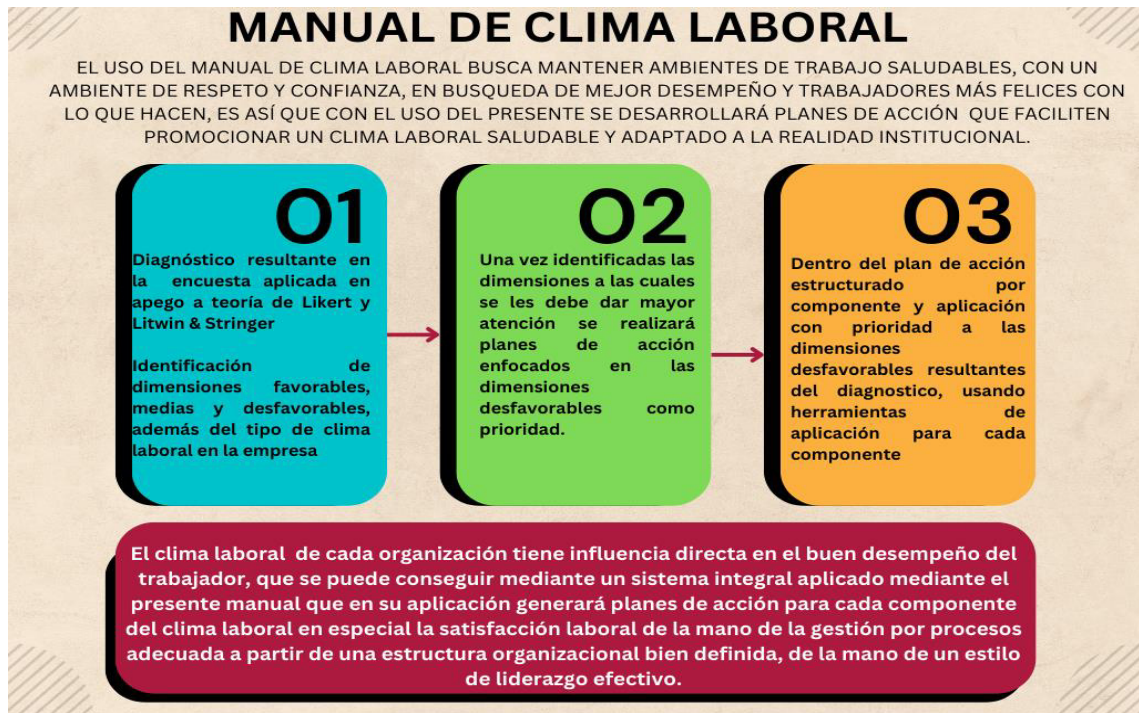 MANUAL DE CLIMA LABORAL
EL USO DEL MANUAL DE CLIMA LABORAL BUSCA MANTENER AMBIENTES DE TRABAJO SALUDABLES, CON UN
AMBIENTE DE RESPETO Y CONFIANZA, EN BUSQUEDA DE MEJOR DESEMPEÑO Y TRABAJADORES MÁS FELICES CON
LO QUE HACEN, ES ASÍ QUE CON EL USO DEL PRESENTE SE DESARROLLARÁ PLANES DE ACCIÓN QUE FACILITEN
PROMOCIONAR UN CLIMA LABORAL SALUDABLE Y ADAPTADO A LA REALIDAD INSTITUCIONAL.
01
Diagnóstico resultante en
la encuesta aplicada en
apego a teoría de Likert y
Litwin & Stringer
Identificación de
dimensiones favorables,
medias y desfavorables,
además del tipo de clima
laboral en la empresa
02
Una vez identificadas las
dimensiones a las cuales
se les debe dar mayor
atención se realizará
planes de acción
enfocados en las
dimensiones
desfavorables como
prioridad.
03
Dentro del plan de acción
estructurado por
componente y aplicación
con prioridad a las
dimensiones
desfavorables resultantes
del diagnostico, usando
herramientas de
aplicación para cada
componente
El clima laboral de cada organización tiene influencia directa en el buen desempeño del
trabajador, que se puede conseguir mediante un sistema integral aplicado mediante el
presente manual que en su aplicación generará planes de acción para cada componente
del clima laboral en especial la satisfacción laboral de la mano de la gestión por procesos
adecuada a partir de una estructura organizacional bien definida, de la mano de un estilo
de liderazgo efectivo.